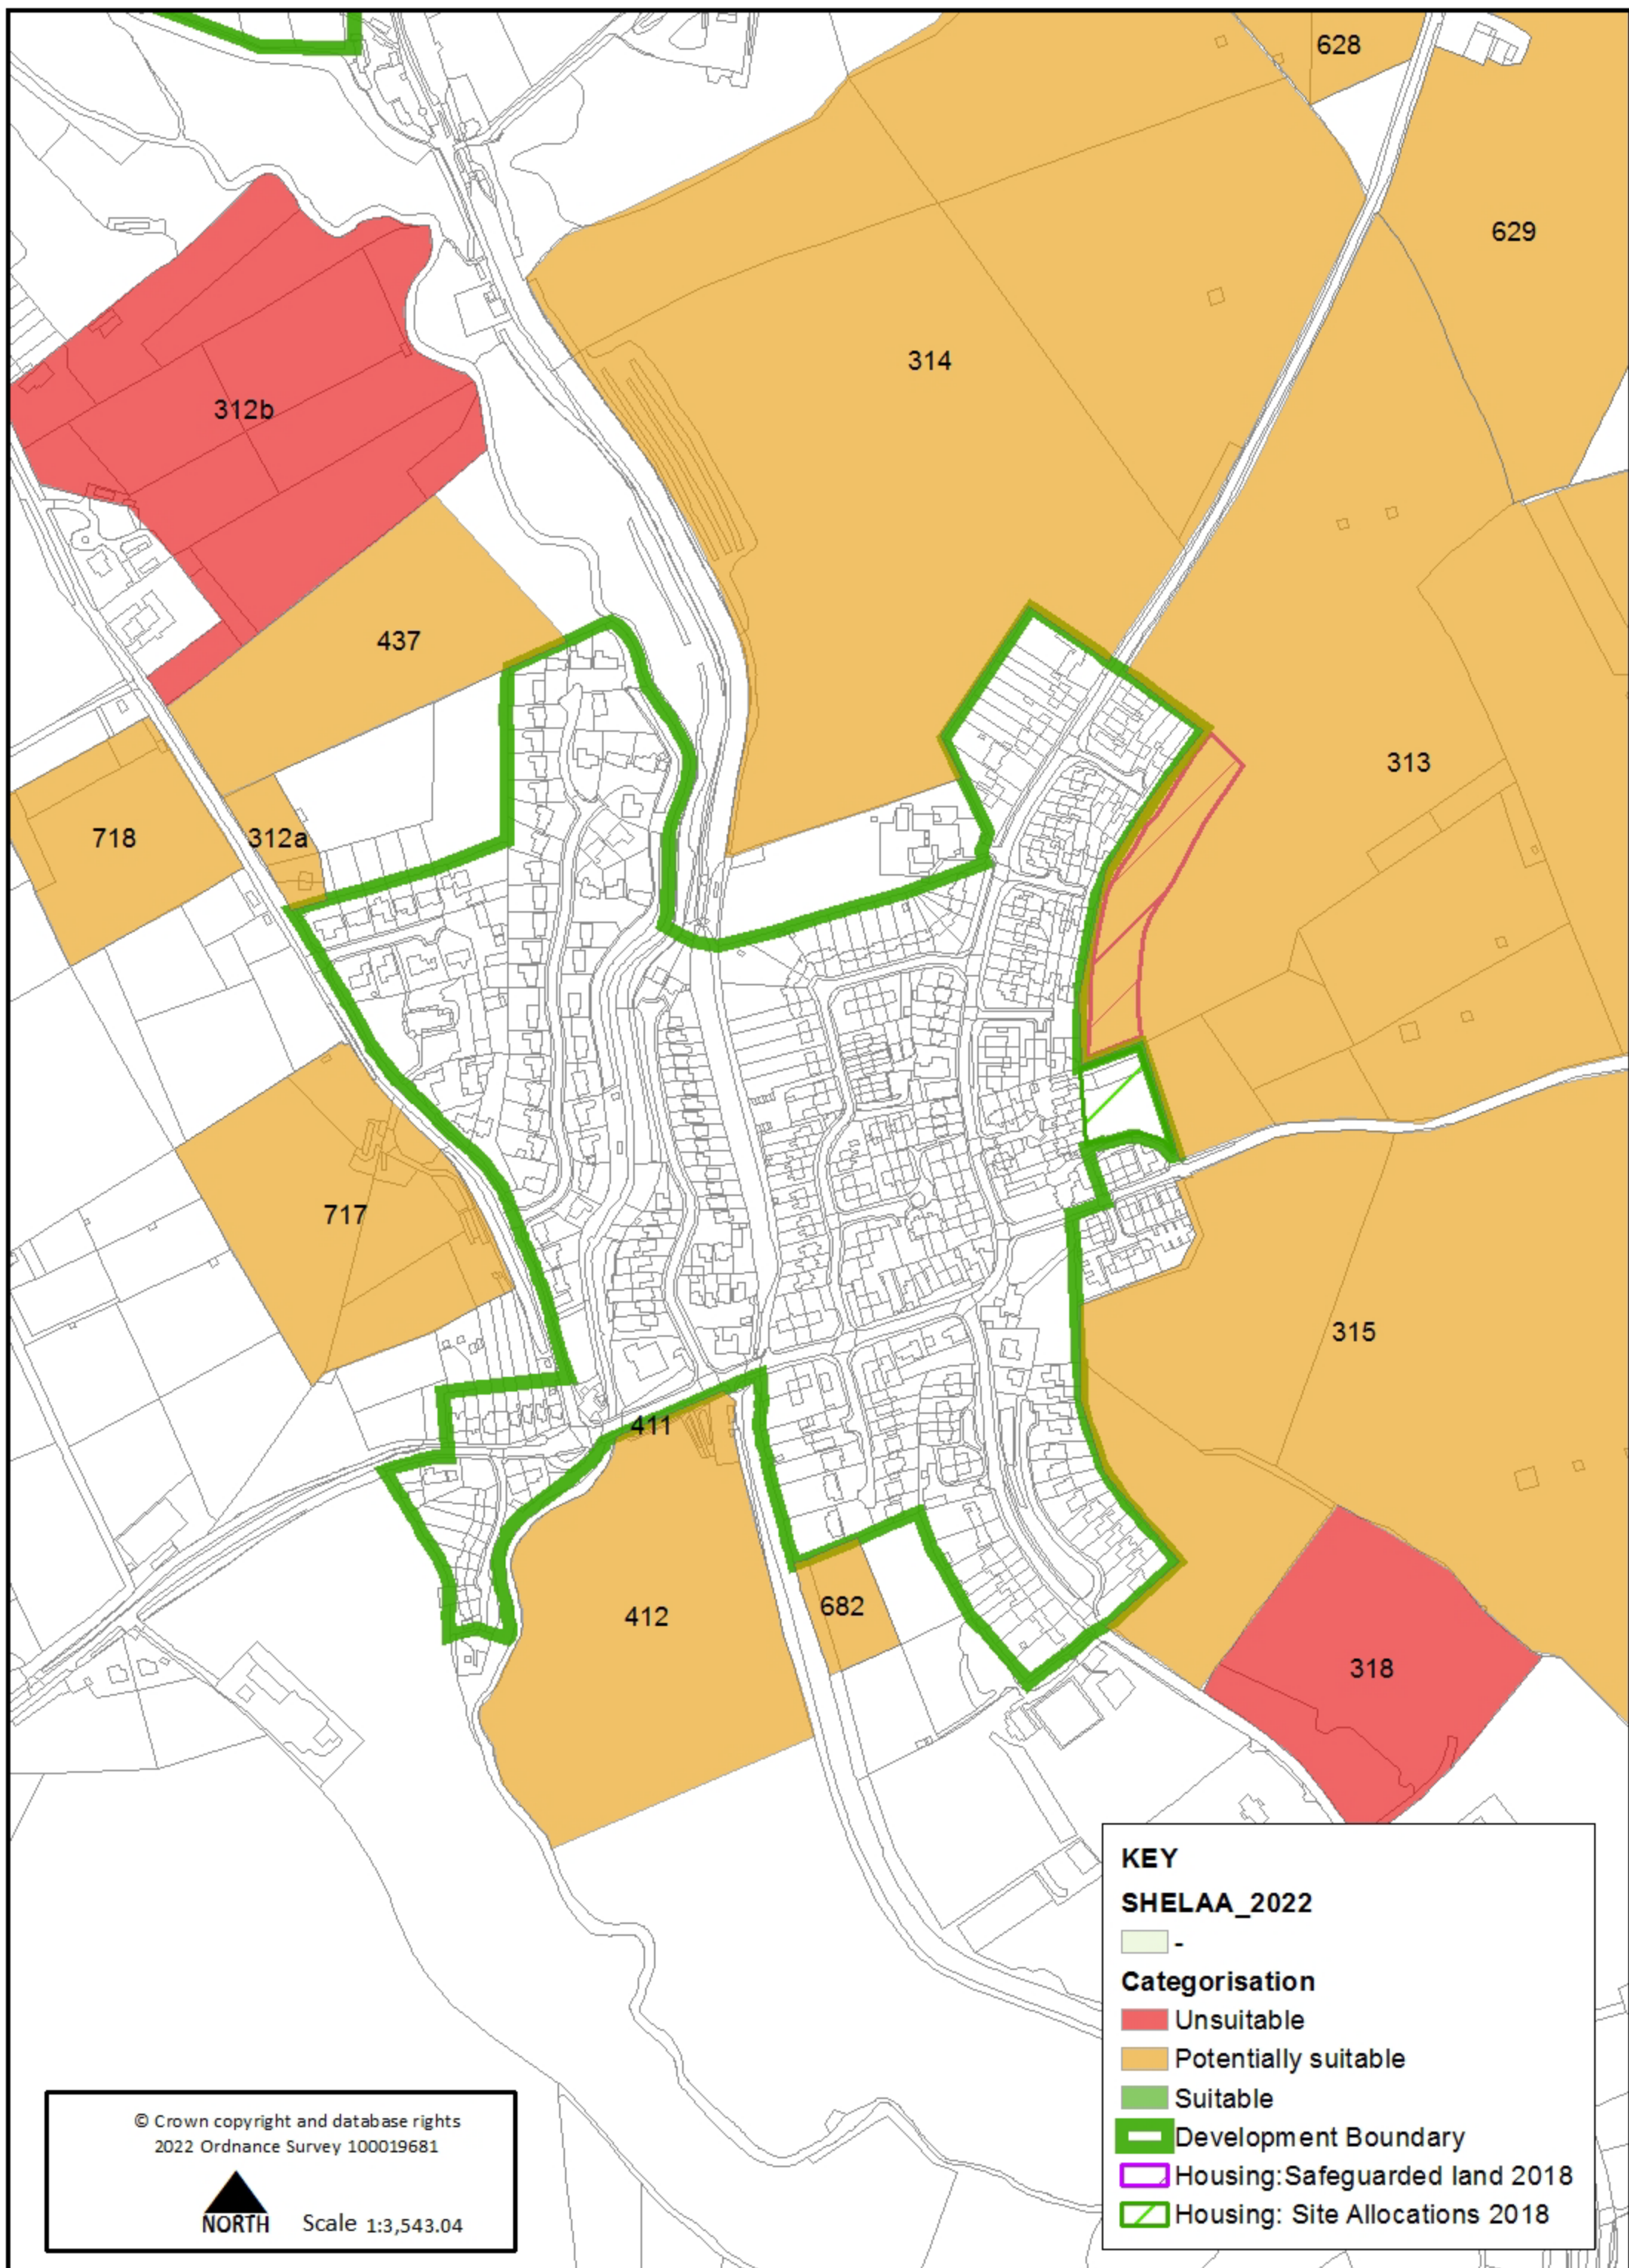 628
629
314
312b
437
313
718
312a
717
315
411
412
682
318
KEY
SHELAA_2022
-
Categorisation
Unsuitable
Potentially suitable
Suitable
Development Boundary
Housing:Safeguarded land 2018
Housing: Site Allocations 2018
© Crown copyright and database rights
2022 Ordnance Survey 100019681
NORTH Scale 1:3,543.04